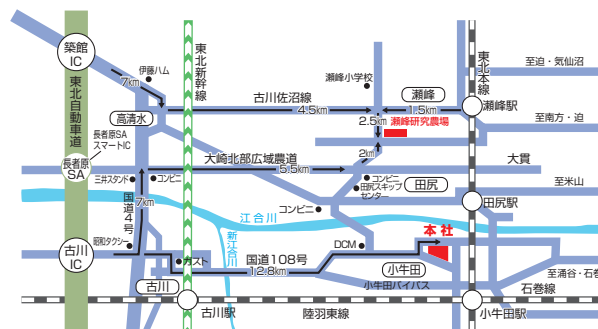 築館
IC
伊藤ハム
7km
東北新幹線
瀬峰小学校
東北本線
至迫・気仙沼
高清水
古川佐沼線
4.5km
瀬峰
1.5km
瀬峰駅
2.5km
瀬峰研究農場
至南方・迫
東北自動車道
長者原SA
スマートIC
長者原
SA
大崎北部広域農道
5.5km
2km
大貫
三井スタンド
コンビニ
コンビニ
田尻スキップ
センター
田尻
至米山
国道4号
7km
コンビニ
田尻駅
江合川
新江合川
昭和タクシー
古川
IC
ガスト
国道108号
12.8km
DCM
本社
小牛田
小牛田バイパス
至涌谷・石巻
石巻線
古川
古川駅
陸羽東線
小牛田駅